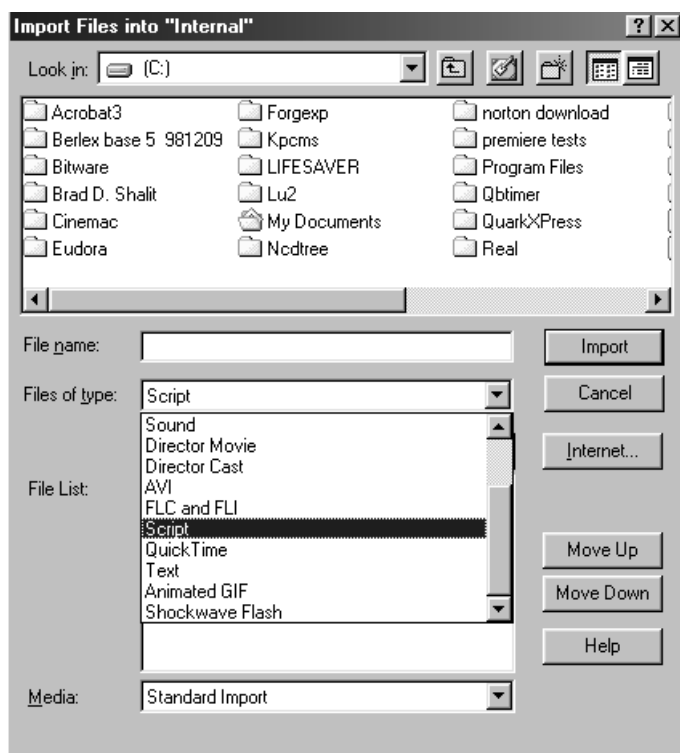 Import Files into "Internal"
Look in: (C:)
Acrobat3 Forgexp norton download
Berlex base 5 981209 Kpcms premiere tests
Bitware LIFESAVER Program Files
Brad D. Shalit Lu2 Qbtimer
Cinemac My Documents QuarkXPress
Eudora Ncdtree Real
File name: Import
Files of type: Script Cancel
Sound
Director Movie
Director Cast Internet...
AVI
File List:
FLC and FLI
Script
QuickTime Move Up
Text
Animated GIF Move Down
Shockwave Flash
Help
Media: Standard Import